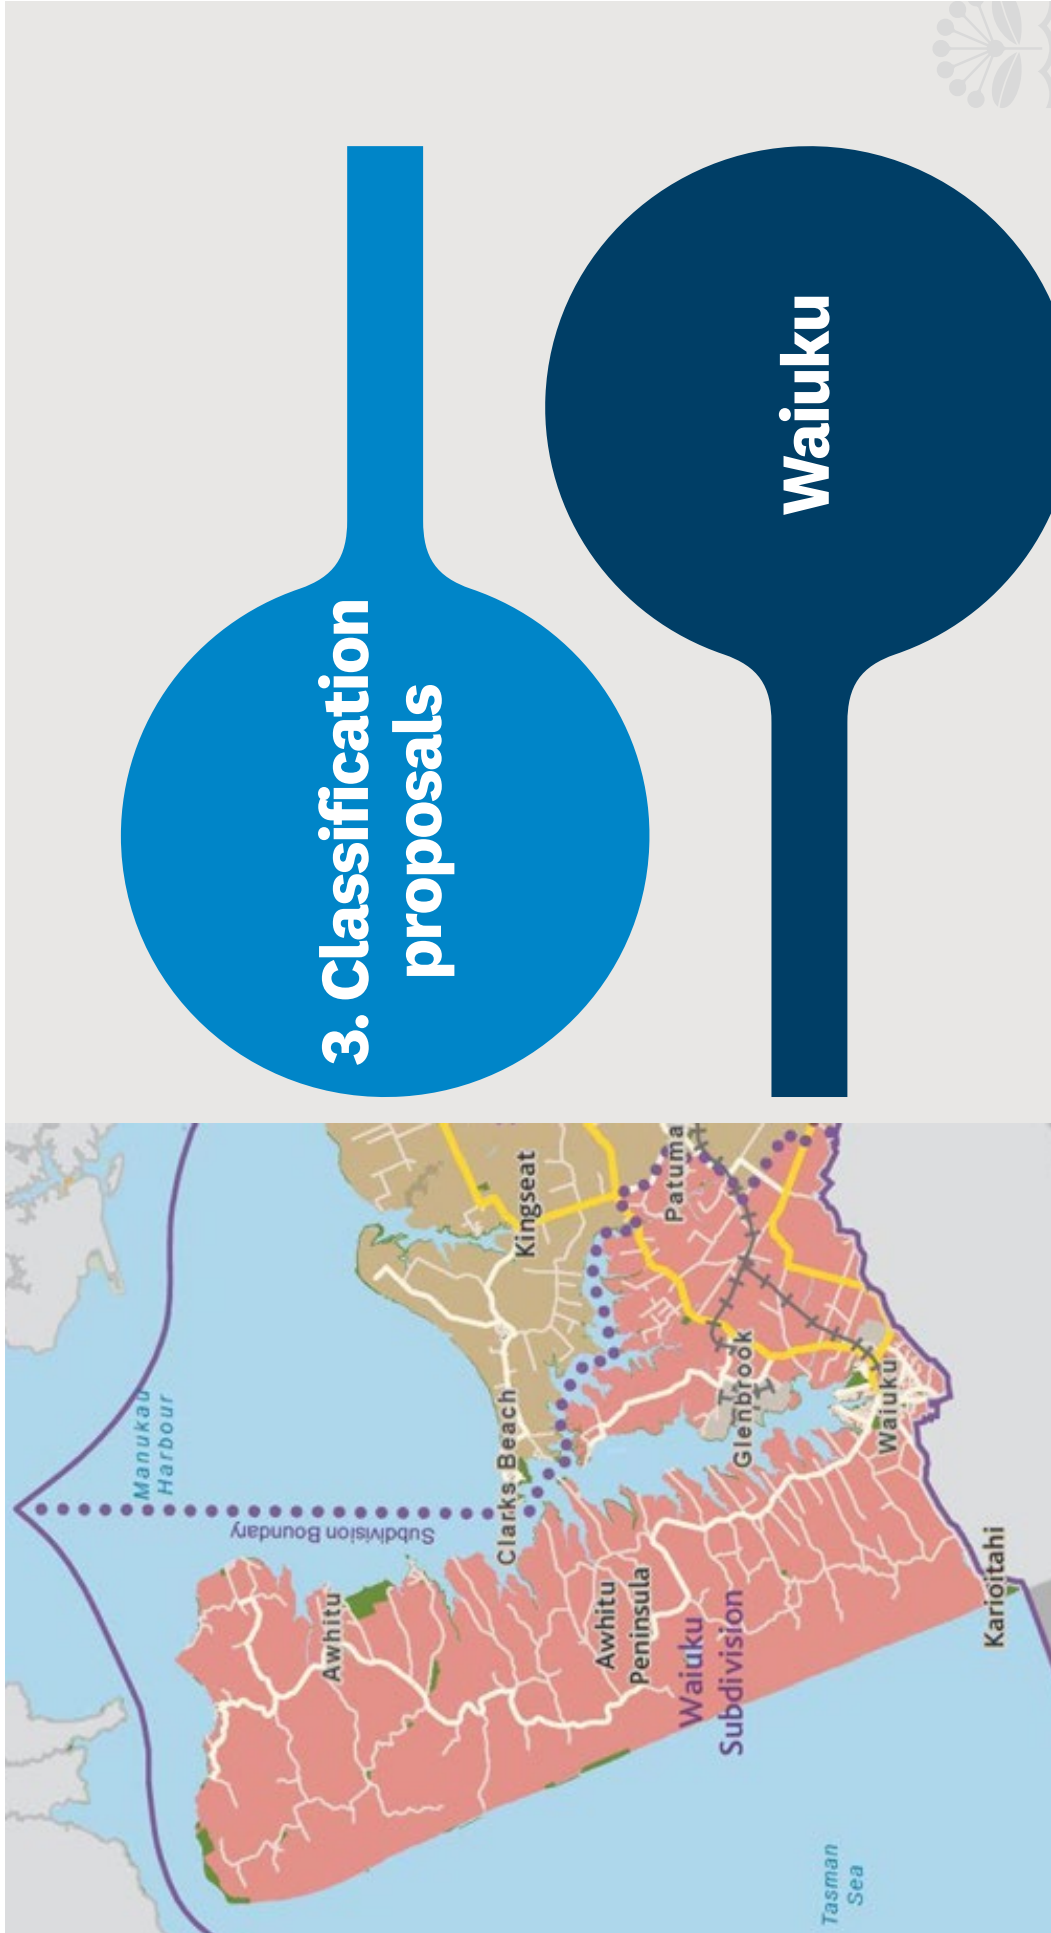 3. Classification
proposals
Waiuku
Manukau
Harbour
Subdivision Boundary
Awhitu
Clarks Beach
Kingseat
Awhitu
Peninsula
Patuma
Waiuku
Subdivision
Glenbrook
Waiuku
Karioitahi
Tasman
Sea